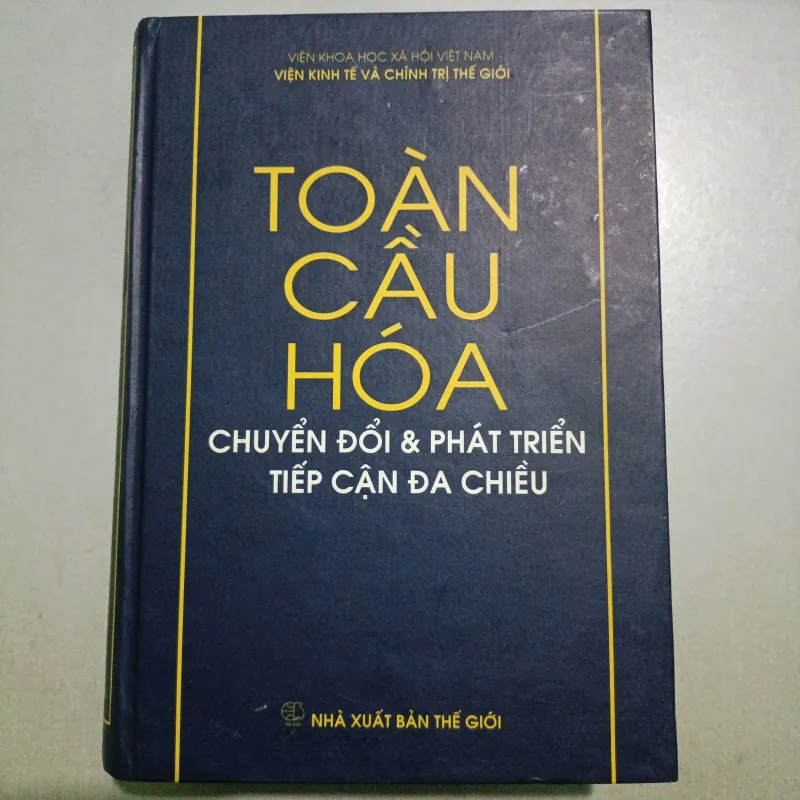 VIỆN KHOA HỌC XÃ HỘI VIỆT NAM
VIỆN KINH TẾ VÀ CHÍNH TRỊ THẾ GIỚI
TOÀN
CẦU
HÓA
CHUYỂN ĐỔI & PHÁT TRIỂN
TIẾP CẬN ĐA CHIỀU
NHÀ XUẤT BẢN THẾ GIỚI